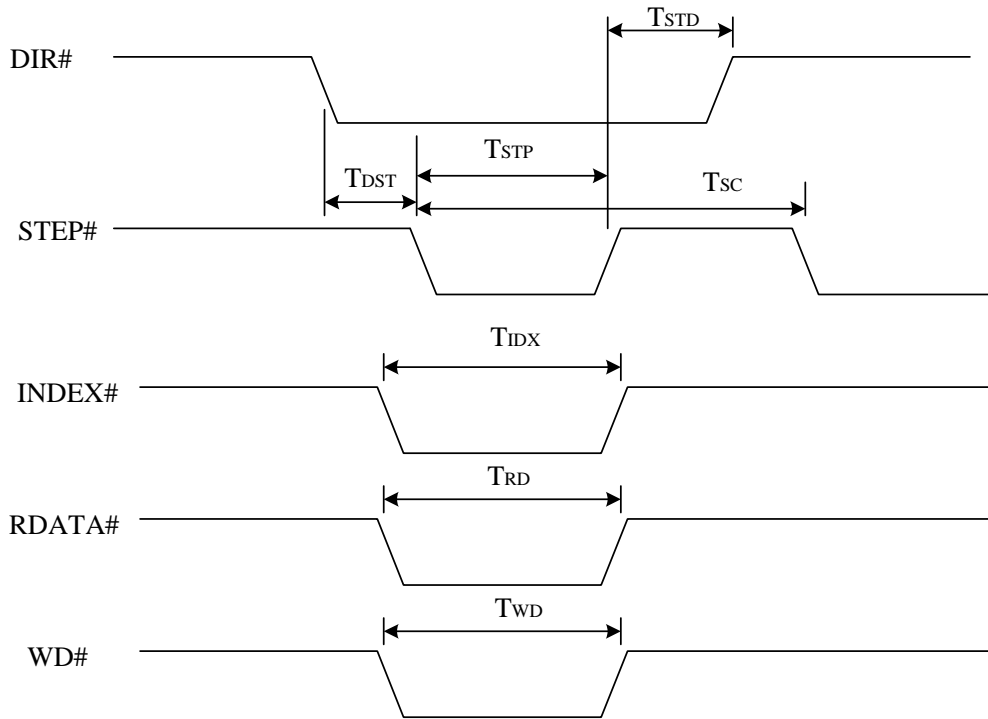 TSTD
DIR#
TSTP
TDST
TSC
STEP#
TIDX
INDEX#
TRD
RDATA#
TWD
WD#